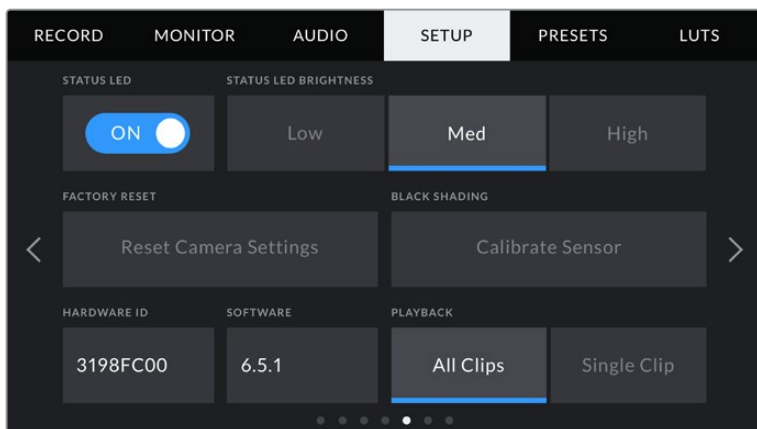 RECORD MONITOR AUDIO SETUP PRESETS LUTS
STATUS LED STATUS LED BRIGHTNESS
ON Low Med High
FACTORY RESET BLACK SHADING
Reset Camera Settings Calibrate Sensor
HARDWARE ID SOFTWARE PLAYBACK
3198FC00 6.5.1 All Clips Single Clip